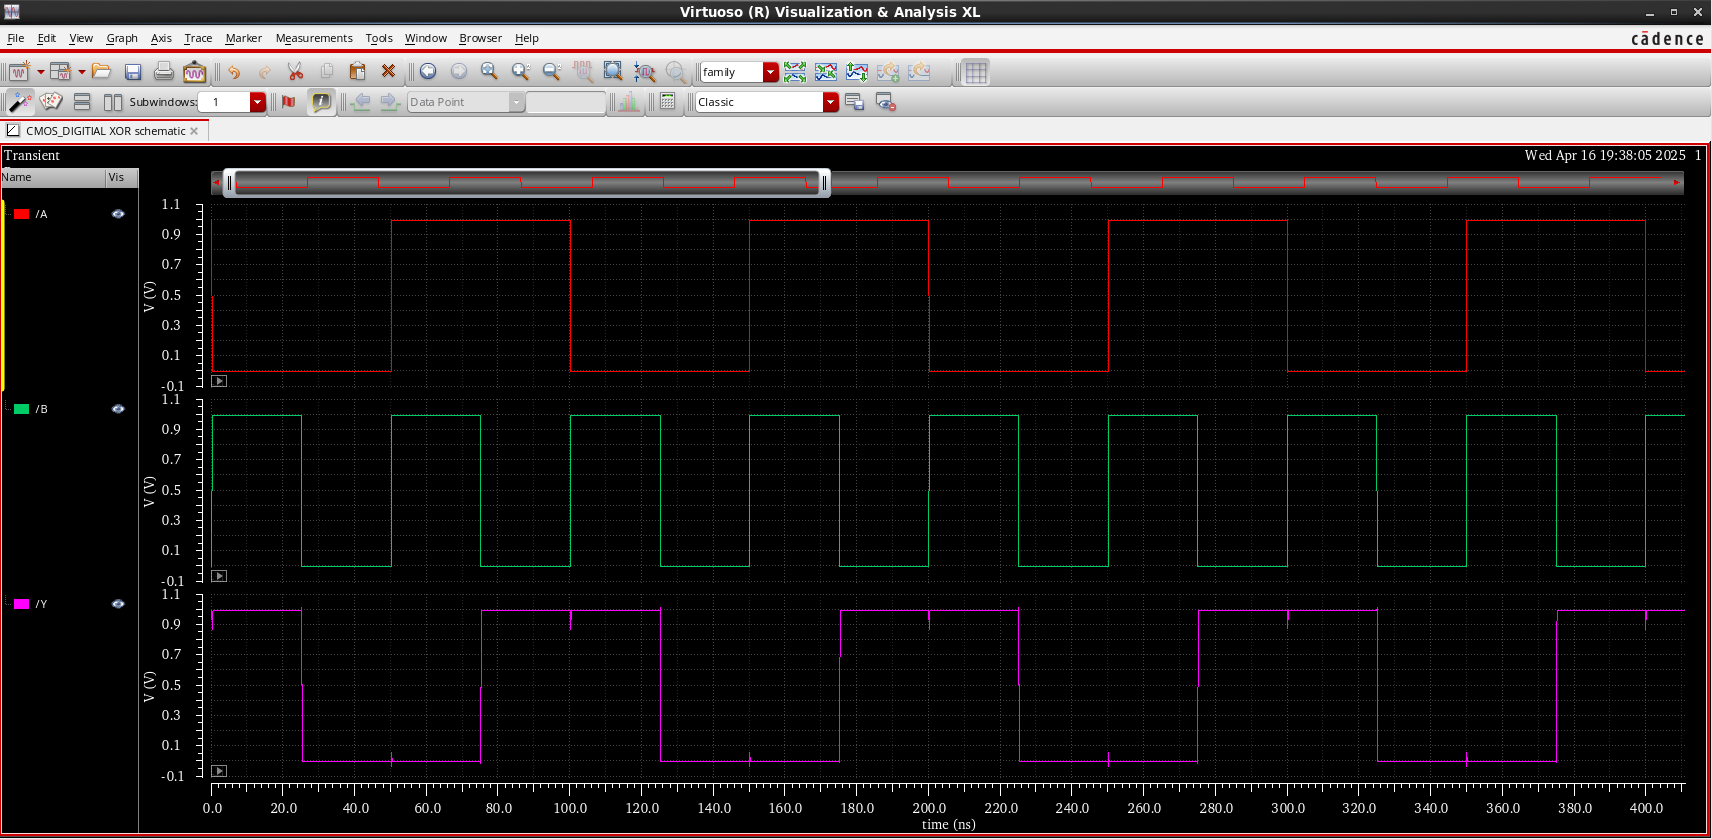 Virtuoso (R) Visualization & Analysis XL
File Edit View Graph Axis Trace Marker Measurements Tools Window Browser Help
cādence
family
Subwindows: 1
Data Point
Classic
CMOS_DIGITIAL XOR schematic
Transient
Wed Apr 16 19:38:05 2025 1
Name Vis
/A
1.1
0.9
0.7
0.5
0.3
0.1
-0.1
V (V)
/B
1.1
0.9
0.7
0.5
0.3
0.1
-0.1
V (V)
/Y
1.1
0.9
0.7
0.5
0.3
0.1
-0.1
V (V)
0.0 20.0 40.0 60.0 80.0 100.0 120.0 140.0 160.0 180.0 200.0 220.0 240.0 260.0 280.0 300.0 320.0 340.0 360.0 380.0 400.0
time (ns)